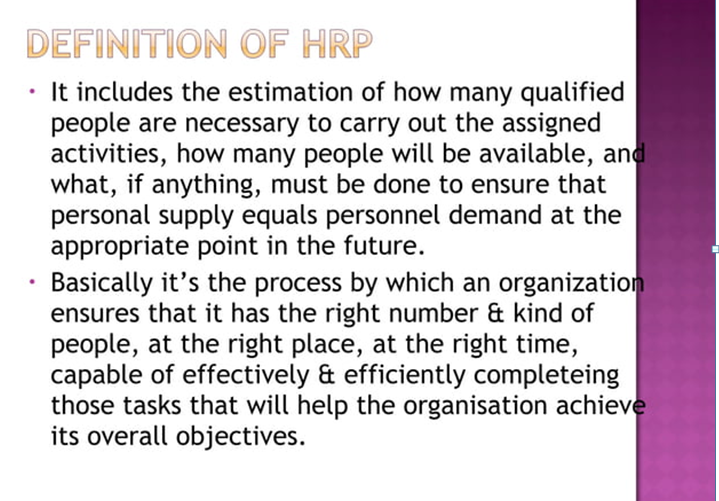 DEFINITION OF HRP
• It includes the estimation of how many qualified
people are necessary to carry out the assigned
activities, how many people will be available, and
what, if anything, must be done to ensure that
personal supply equals personnel demand at the
appropriate point in the future.
• Basically it’s the process by which an organization
ensures that it has the right number & kind of
people, at the right place, at the right time,
capable of effectively & efficiently completeing
those tasks that will help the organisation achieve
its overall objectives.